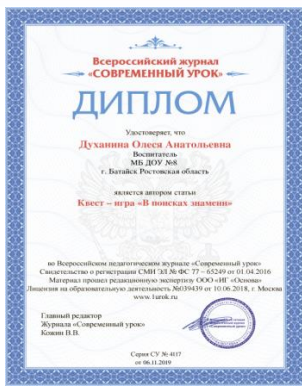 Всероссийский журнал
«СОВРЕМЕННЫЙ УРОК»
ДИПЛОМ
Удостоверяет, что
Духанина Олеся Анатольевна
Воспитатель
МБ ДОУ №8
г. Батайск Ростовская область
является автором статьи
Квест – игра «В поисках знамени»
во Всероссийском педагогическом журнале «Современный урок»
Свидетельство о регистрации СМИ ЭЛ № ФС 77 – 65249 от 01.04.2016
Материал прошел редакционную экспертизу ООО «ИГ «Основа»
Лицензия на образовательную деятельность №039439 от 10.06.2018, г. Москва
www.1urok.ru
Главный редактор
Журнала «Современный урок»
Кожин В.В.
Серия СУ № 4117
от 06.11.2019